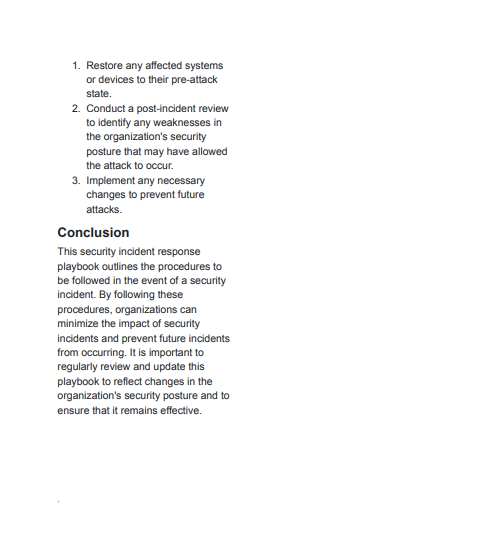 1. Restore any affected systems
or devices to their pre-attack
state.
2. Conduct a post-incident review
to identify any weaknesses in
the organization's security
posture that may have allowed
the attack to occur.
3. Implement any necessary
changes to prevent future
attacks.
Conclusion
This security incident response
playbook outlines the procedures to
be followed in the event of a security
incident. By following these
procedures, organizations can
minimize the impact of security
incidents and prevent future incidents
from occurring. It is important to
regularly review and update this
playbook to reflect changes in the
organization's security posture and to
ensure that it remains effective.
.